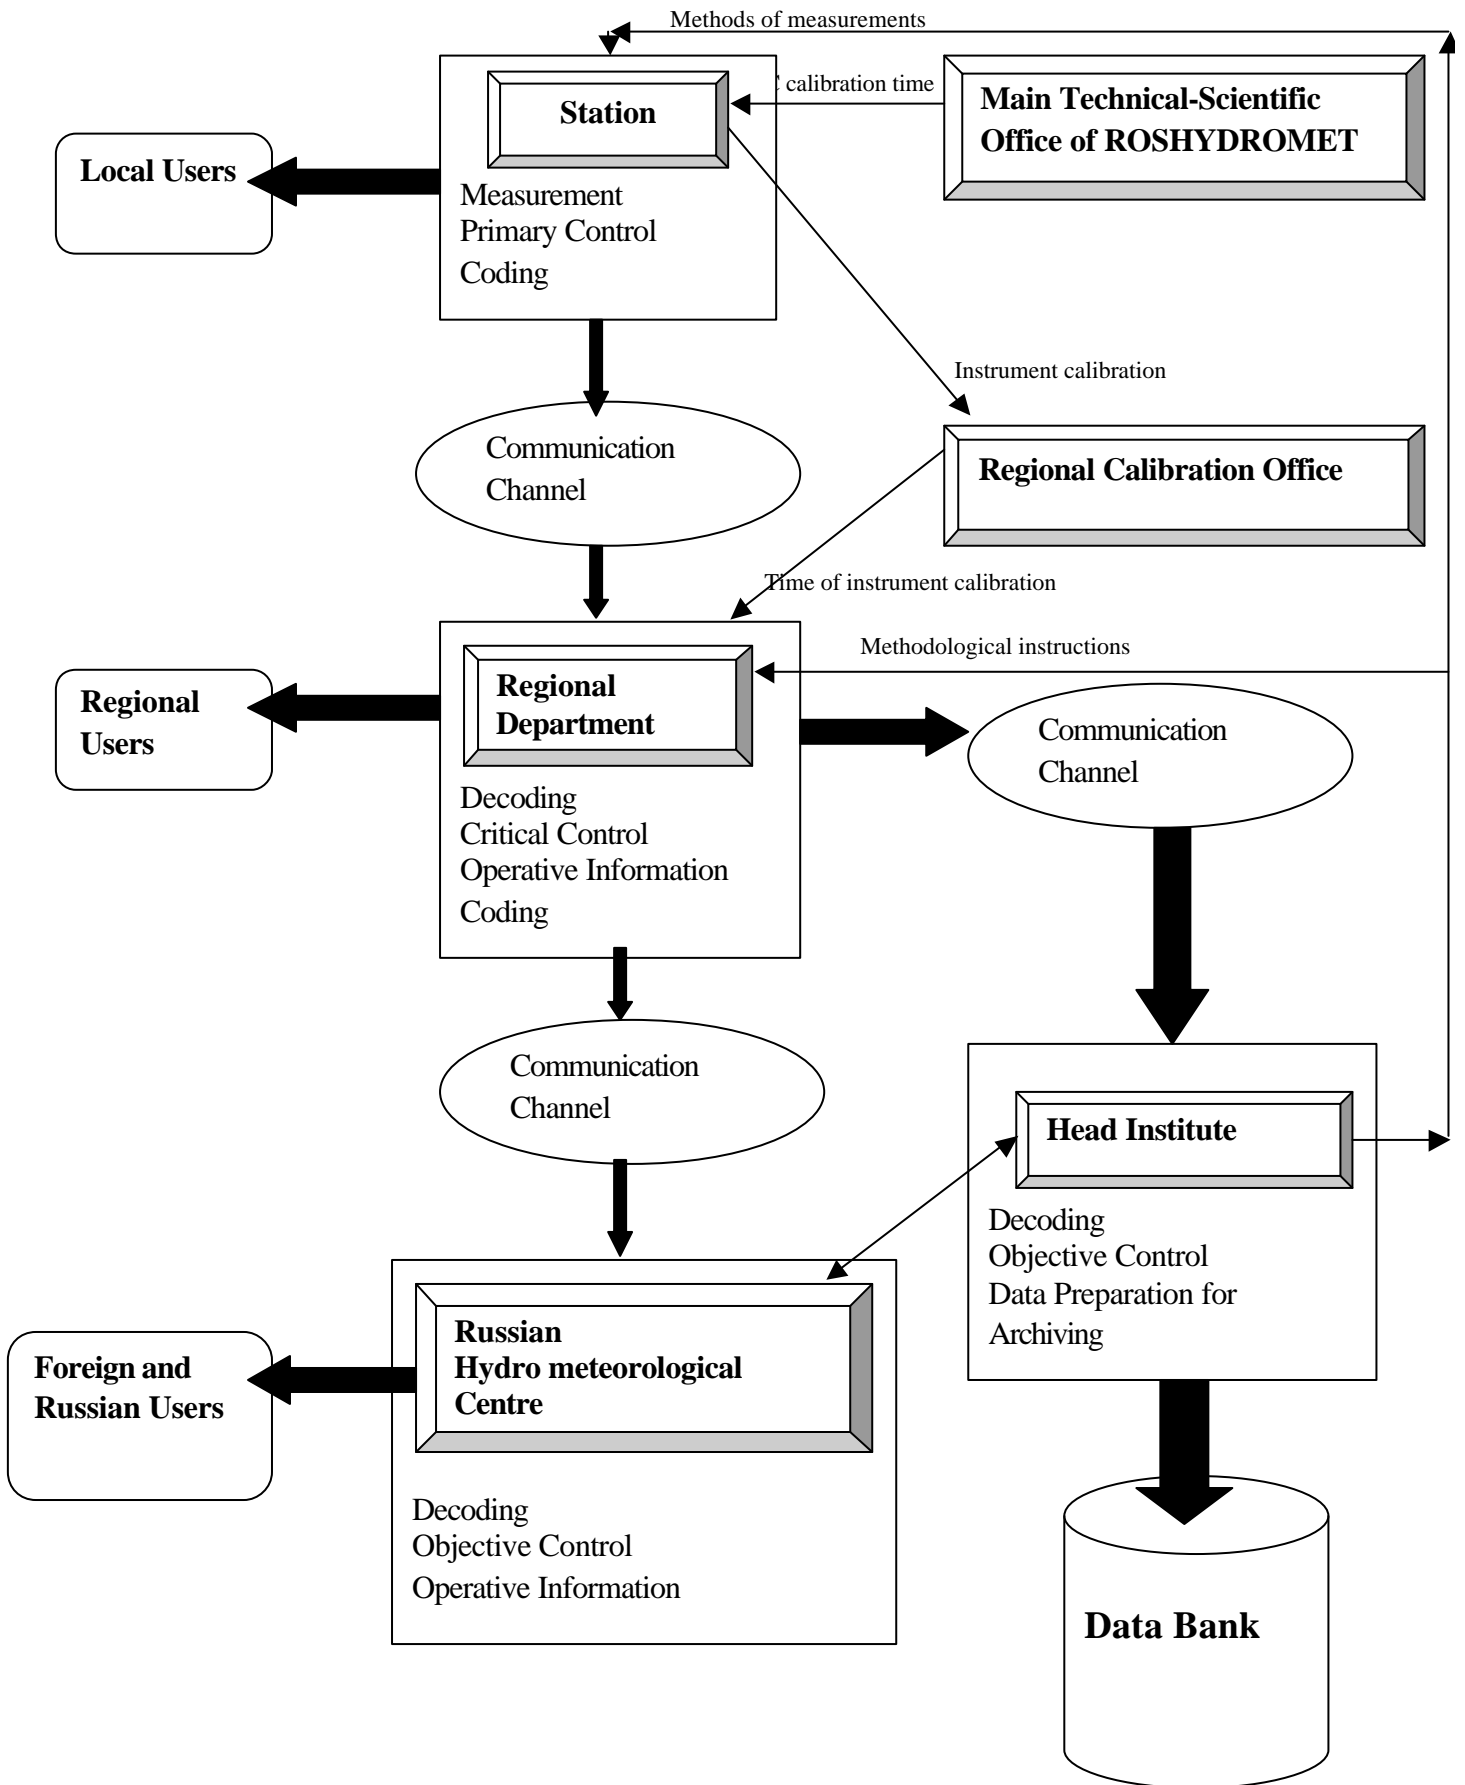 Methods of measurements
Station
calibration time
Main Technical-Scientific
Office of ROSHYDROMET
Local Users
Measurement
Primary Control
Coding
Instrument calibration
Communication
Channel
Regional Calibration Office
Time of instrument calibration
Methodological instructions
Regional
Users
Regional
Department
Communication
Channel
Decoding
Critical Control
Operative Information
Coding
Communication
Channel
Head Institute
Decoding
Objective Control
Data Preparation for
Archiving
Russian
Hydro meteorological
Centre
Foreign and
Russian Users
Decoding
Objective Control
Operative Information
Data Bank